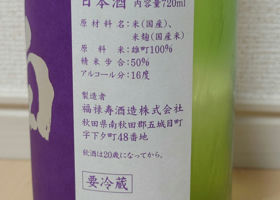 日本酒 内容量720ml
原材料名:米(国産)、
米麹(国産米)
福禄 米:雄町100%
精米歩合:50%
アルコール分:16度
製造者
福禄寿酒造株式会社
秋田県南秋田郡五城目町
字下夕町48番地
飲酒は20歳になってから。
要冷蔵